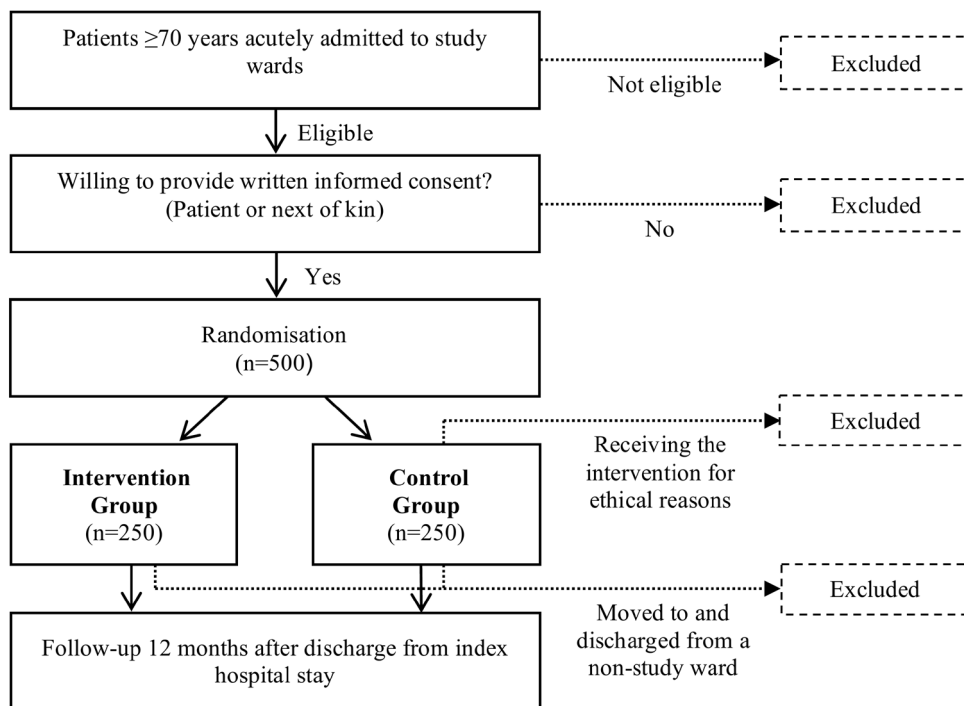 Patients ≥70 years acutely admitted to study
wards
Not eligible
Excluded
Eligible
Willing to provide written informed consent?
(Patient or next of kin)
No
Excluded
Yes
Randomisation
(n=500)
Intervention
Group
(n=250)
Control
Group
(n=250)
Receiving the
intervention for
ethical reasons
Excluded
Moved to and
discharged from a
non-study ward
Excluded
Follow-up 12 months after discharge from index
hospital stay